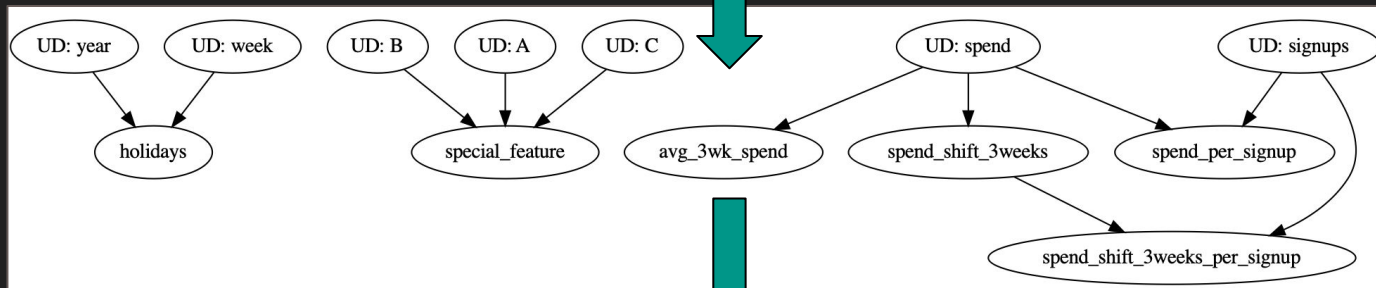 UD: year
UD: week
UD: B
UD: A
UD: C
UD: spend
UD: signups
holidays
special_feature
avg_3wk_spend
spend_shift_3weeks
spend_per_signup
spend_shift_3weeks_per_signup